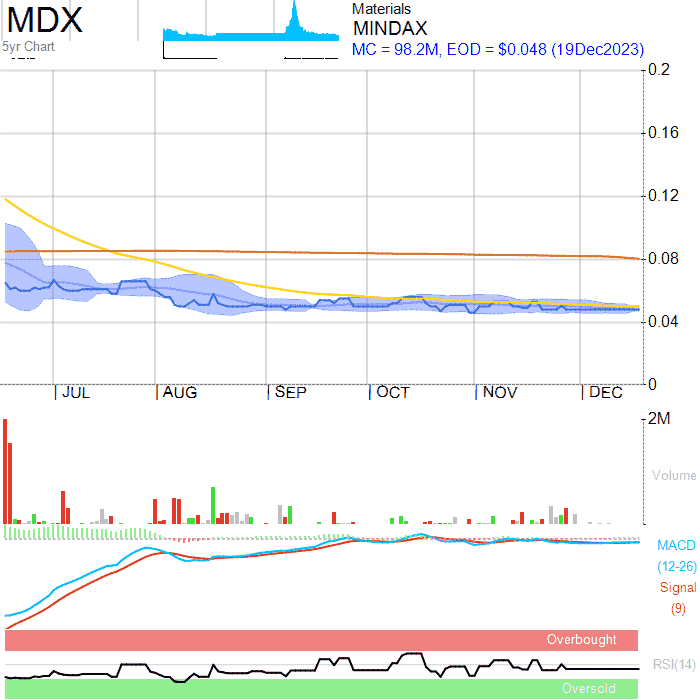 MDX
5yr Chart
Materials
MINDAX
MC = 98.2M, EOD = $0.048 (19Dec2023)
0.2
0.16
0.12
0.08
0.04
0
JUL AUG SEP OCT NOV DEC
2M
Volume
MACD
(12-26)
Signal
(9)
Overbought
RSI(14)
Oversold